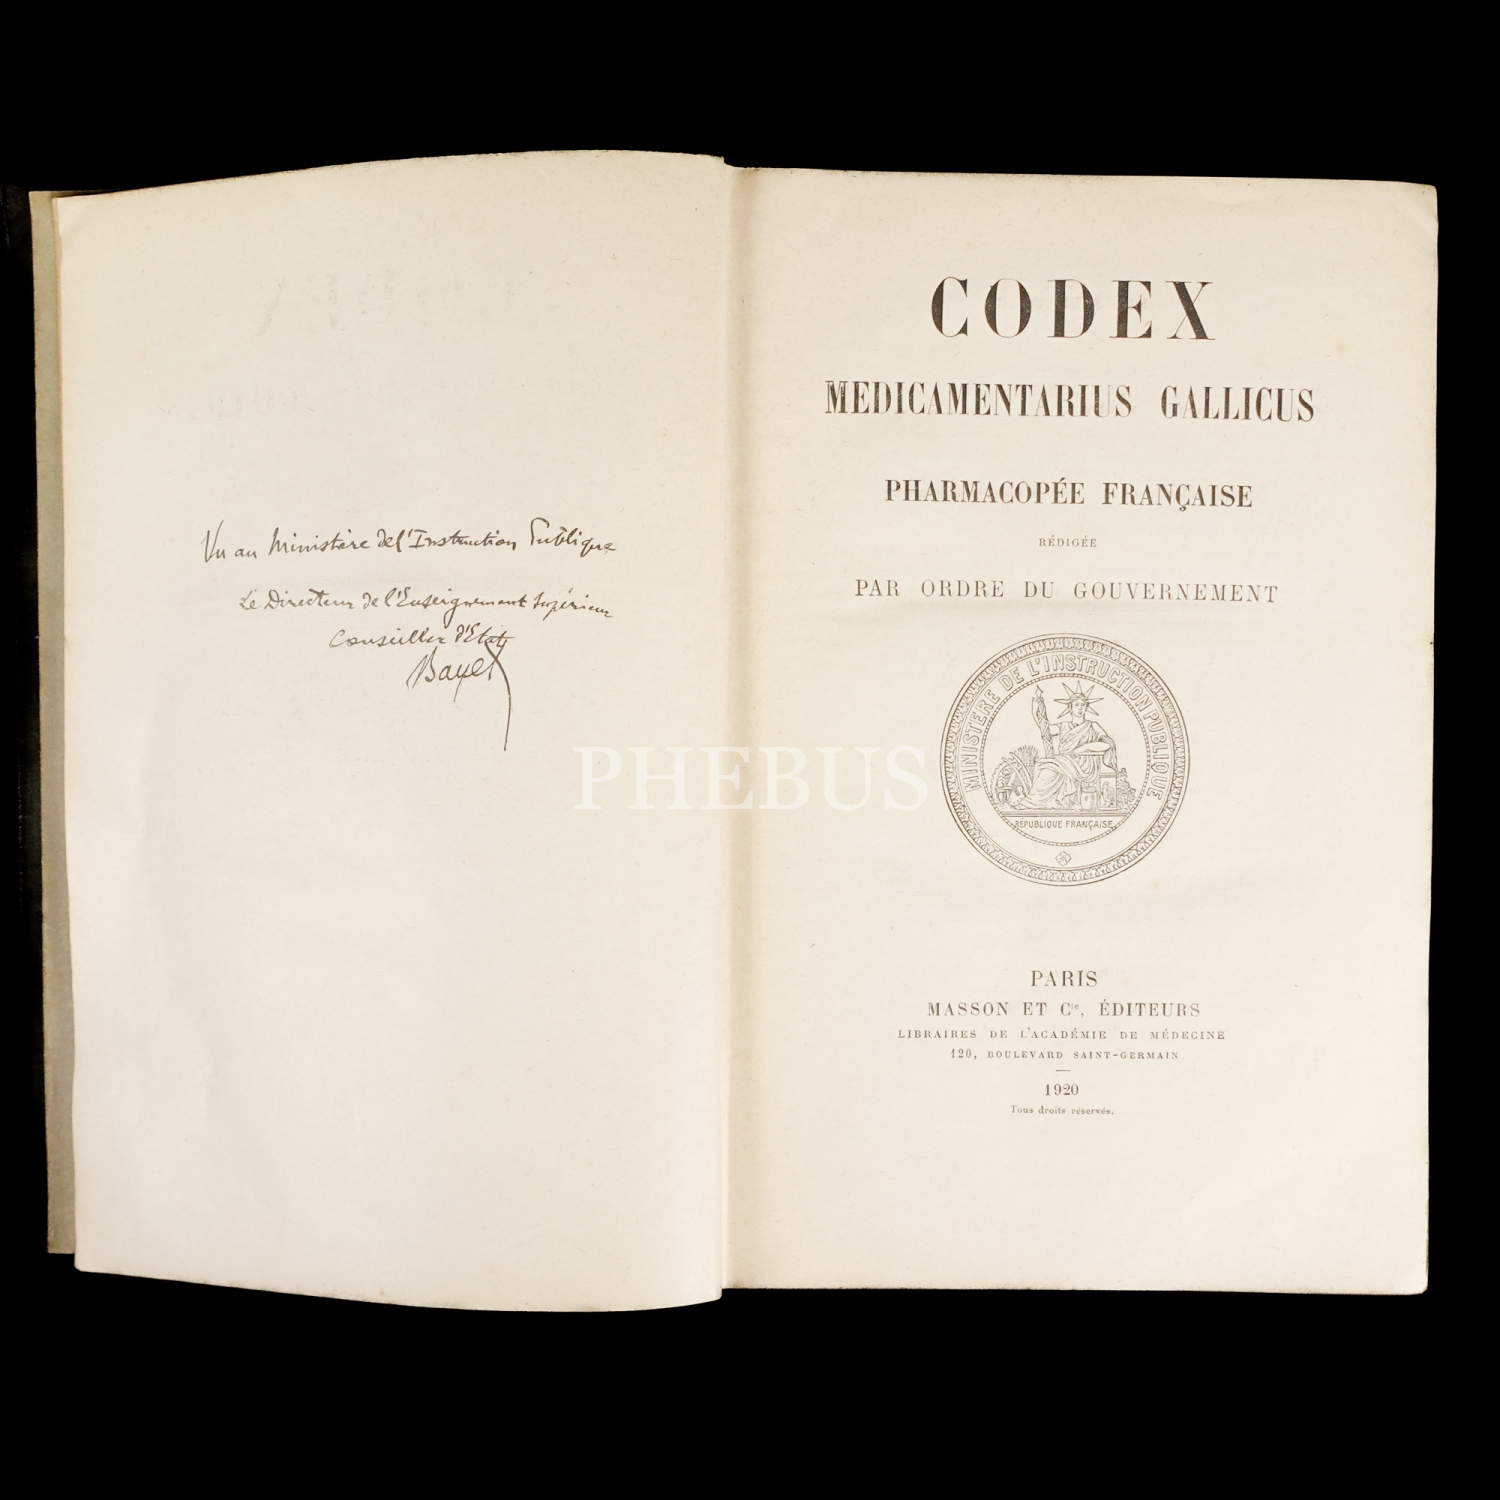 Vu au Ministère de l'Instruction Publique
Le Directeur de l'Enseignement Supérieur
Conseiller d'Etat
Bayet
CODEX
MEDICAMENTARIUS GALLICUS
PHARMACOPÉE FRANÇAISE
RÉDIGÉE
PAR ORDRE DU GOUVERNEMENT
MINISTÈRE DE L'INSTRUCTION PUBLIQUE
RÉPUBLIQUE FRANÇAISE
PHEBUS
PARIS
MASSON ET Cie, ÉDITEURS
LIBRAIRES DE L'ACADÉMIE DE MÉDECINE
120, BOULEVARD SAINT-GERMAIN
1920
Tous droits réservés.